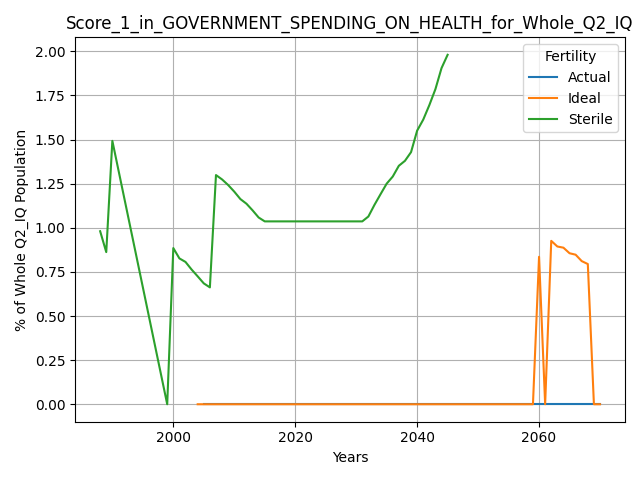 Score_1_in_GOVERNMENT_SPENDING_ON_HEALTH_for_Whole_Q2_IQ
Fertility
Actual
Ideal
Sterile
% of Whole Q2_IQ Population
2.00
1.75
1.50
1.25
1.00
0.75
0.50
0.25
0.00
2000
2020
2040
2060
Years